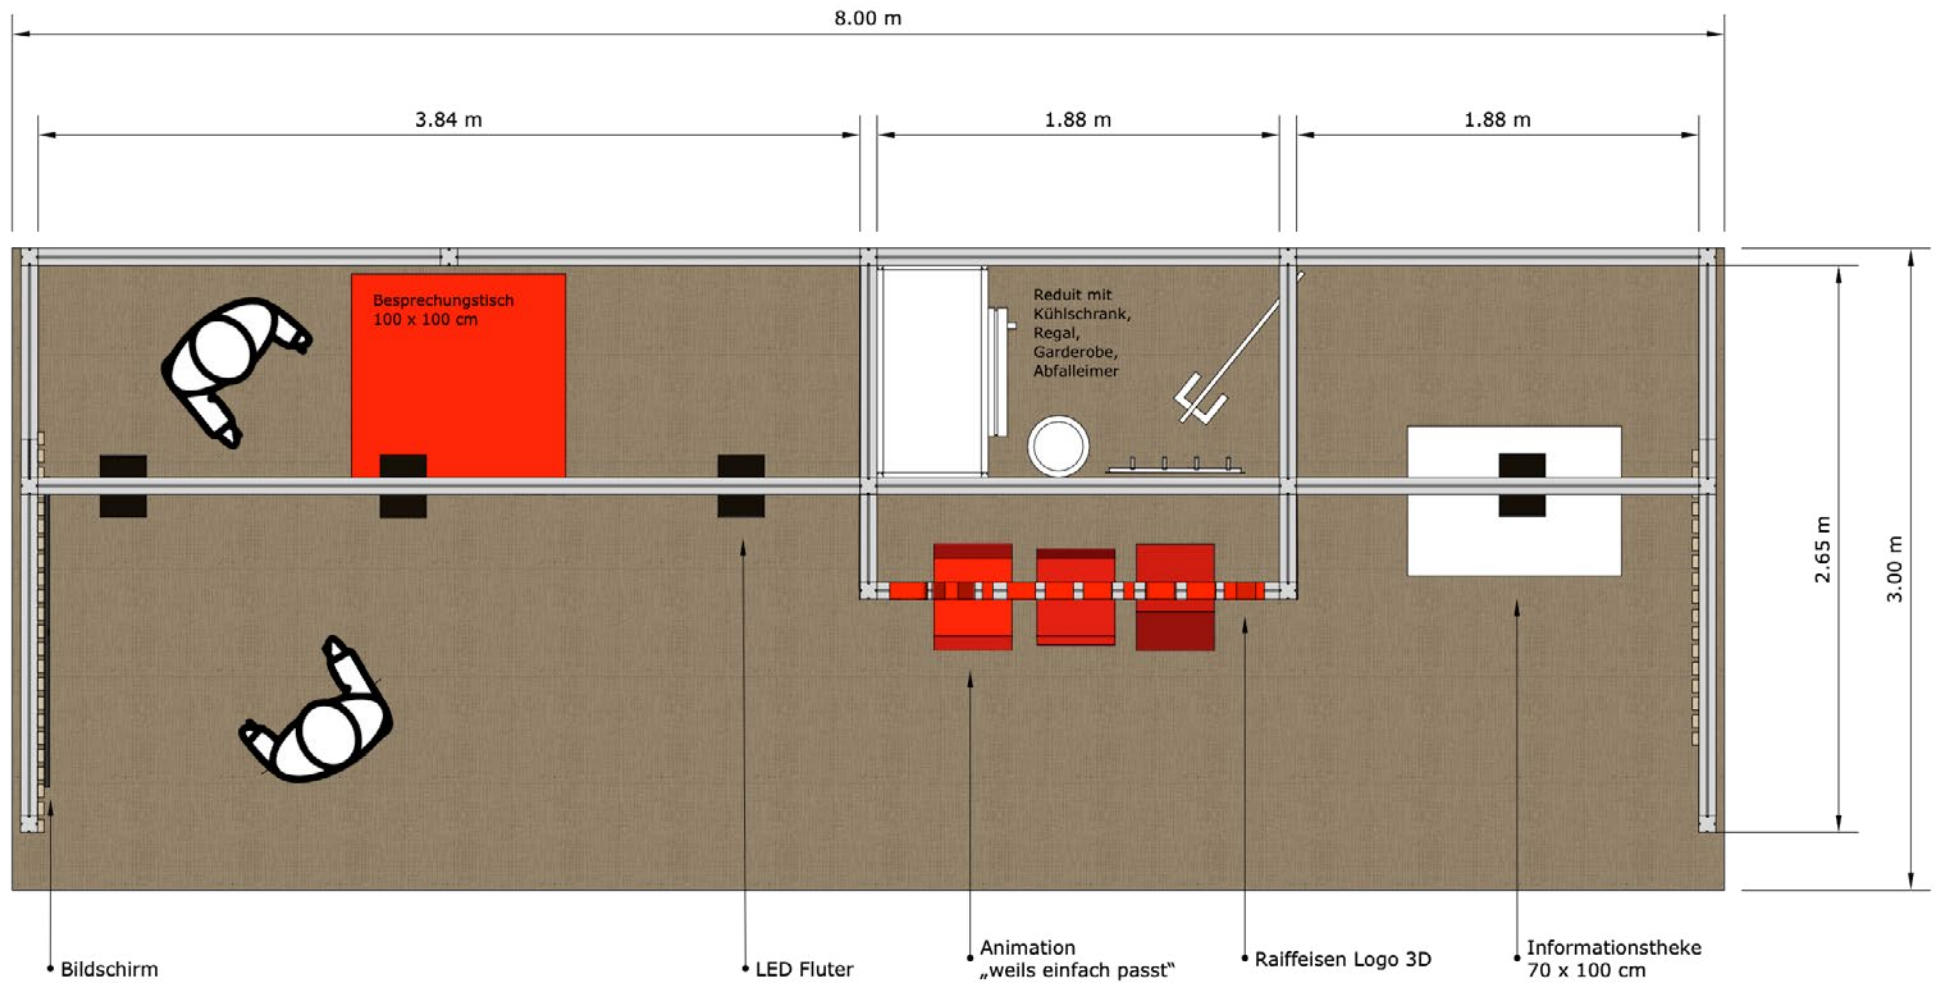 8.00 m
3.84 m
1.88 m
1.88 m
Besprechungstisch
100 x 100 cm
Reduit mit
Kühlschrank,
Regal,
Garderobe,
Abfalleimer
2.65 m
3.00 m
Bildschirm
LED Fluter
Animation
„weils einfach passt“
Raiffeisen Logo 3D
Informationstheke
70 x 100 cm